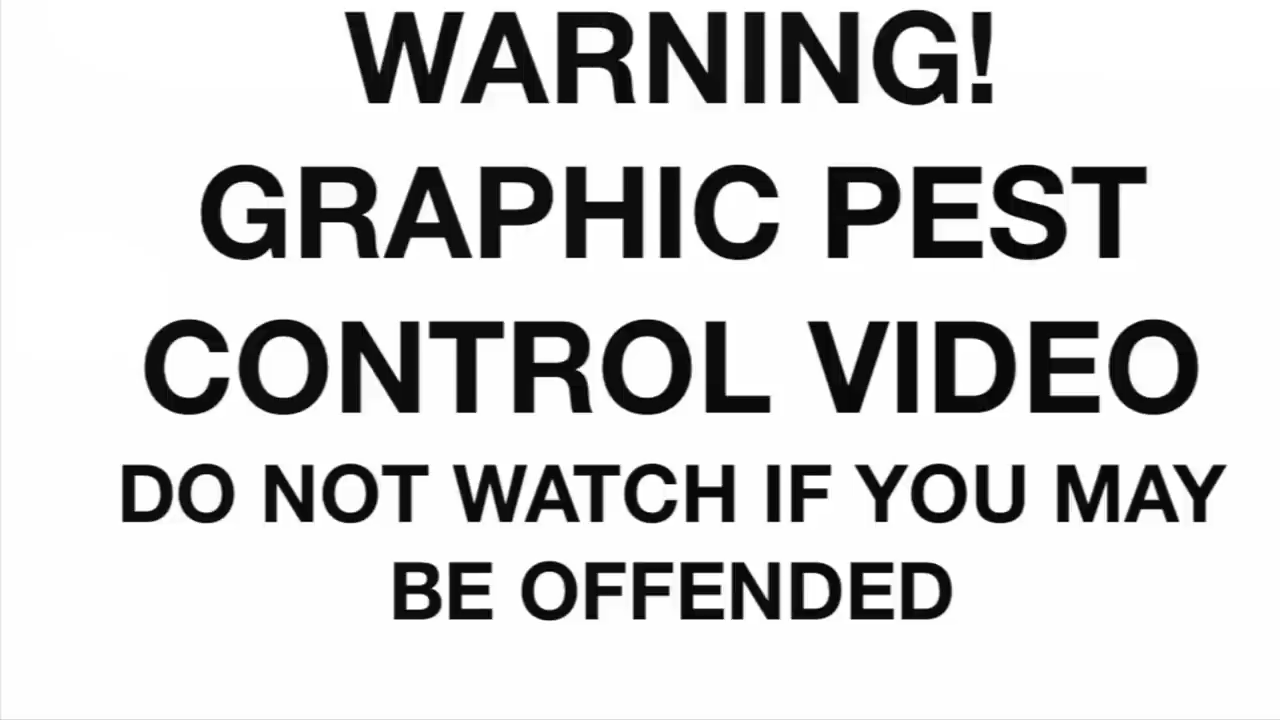 WARNING!
GRAPHIC PEST
CONTROL VIDEO
DO NOT WATCH IF YOU MAY
BE OFFENDED